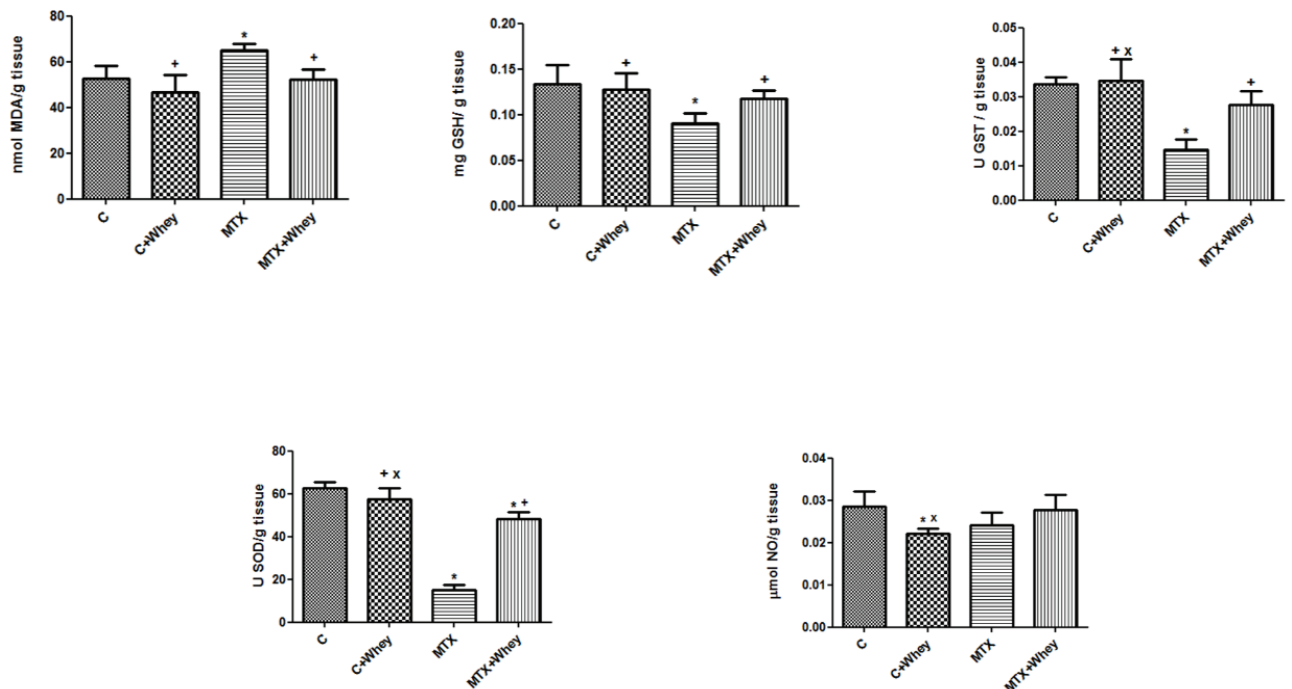 nmol MDA/g tissue
80
60
40
20
0
*
+
+
C
C+Whey
MTX
MTX+Whey
mg GSH/ g tissue
0.20
0.15
0.10
0.05
0.00
+
*
+
C
C+Whey
MTX
MTX+Whey
U GST / g tissue
0.05
0.04
0.03
0.02
0.01
0.00
+ x
*
+
C
C+Whey
MTX
MTX+Whey
U SOD/g tissue
80
60
40
20
0
+ x
*
* +
C
C+Whey
MTX
MTX+Whey
µmol NO/g tissue
0.04
0.03
0.02
0.01
0.00
* x
C
C+Whey
MTX
MTX+Whey